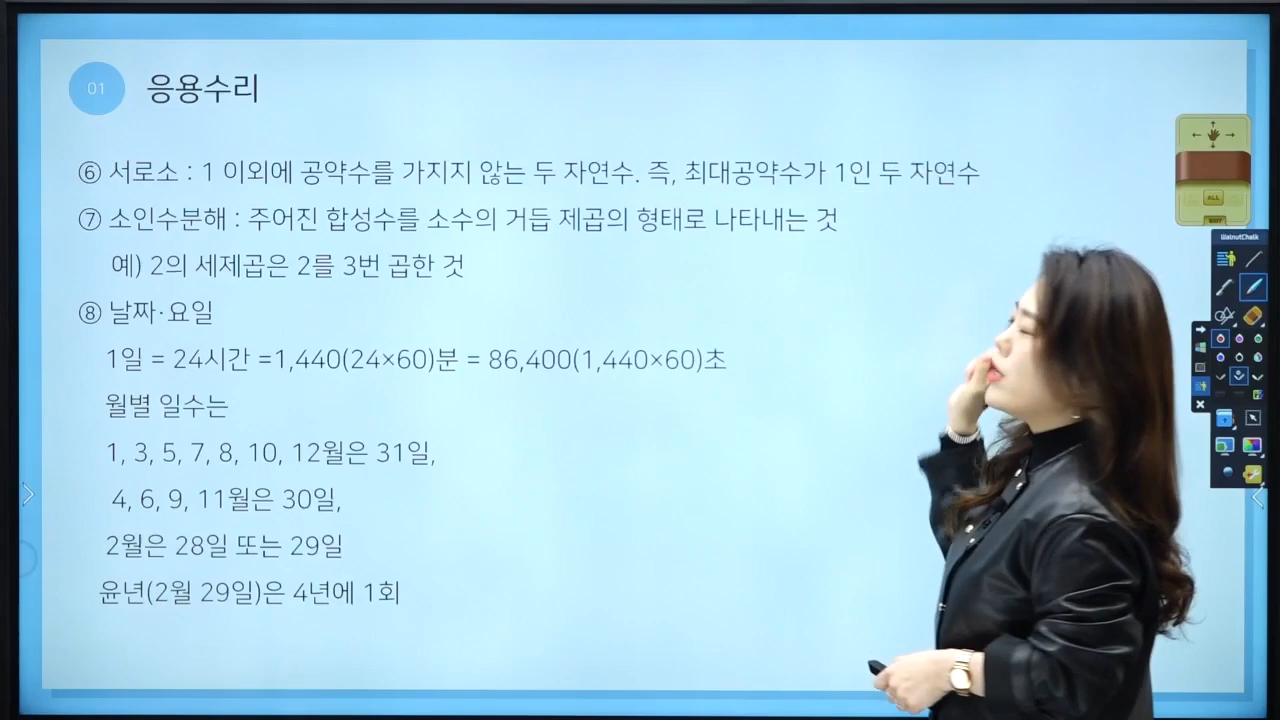 01 응용수리
⑥ 서로소 : 1 이외에 공약수를 가지지 않는 두 자연수. 즉, 최대공약수가 1인 두 자연수
⑦ 소인수분해 : 주어진 합성수를 소수의 거듭 제곱의 형태로 나타내는 것
예) 2의 세제곱은 2를 3번 곱한 것
⑧ 날짜·요일
1일 = 24시간 =1,440(24×60)분 = 86,400(1,440×60)초
월별 일수는
1, 3, 5, 7, 8, 10, 12월은 31일,
4, 6, 9, 11월은 30일,
2월은 28일 또는 29일
윤년(2월 29일)은 4년에 1회
ALL
WalnutChalk